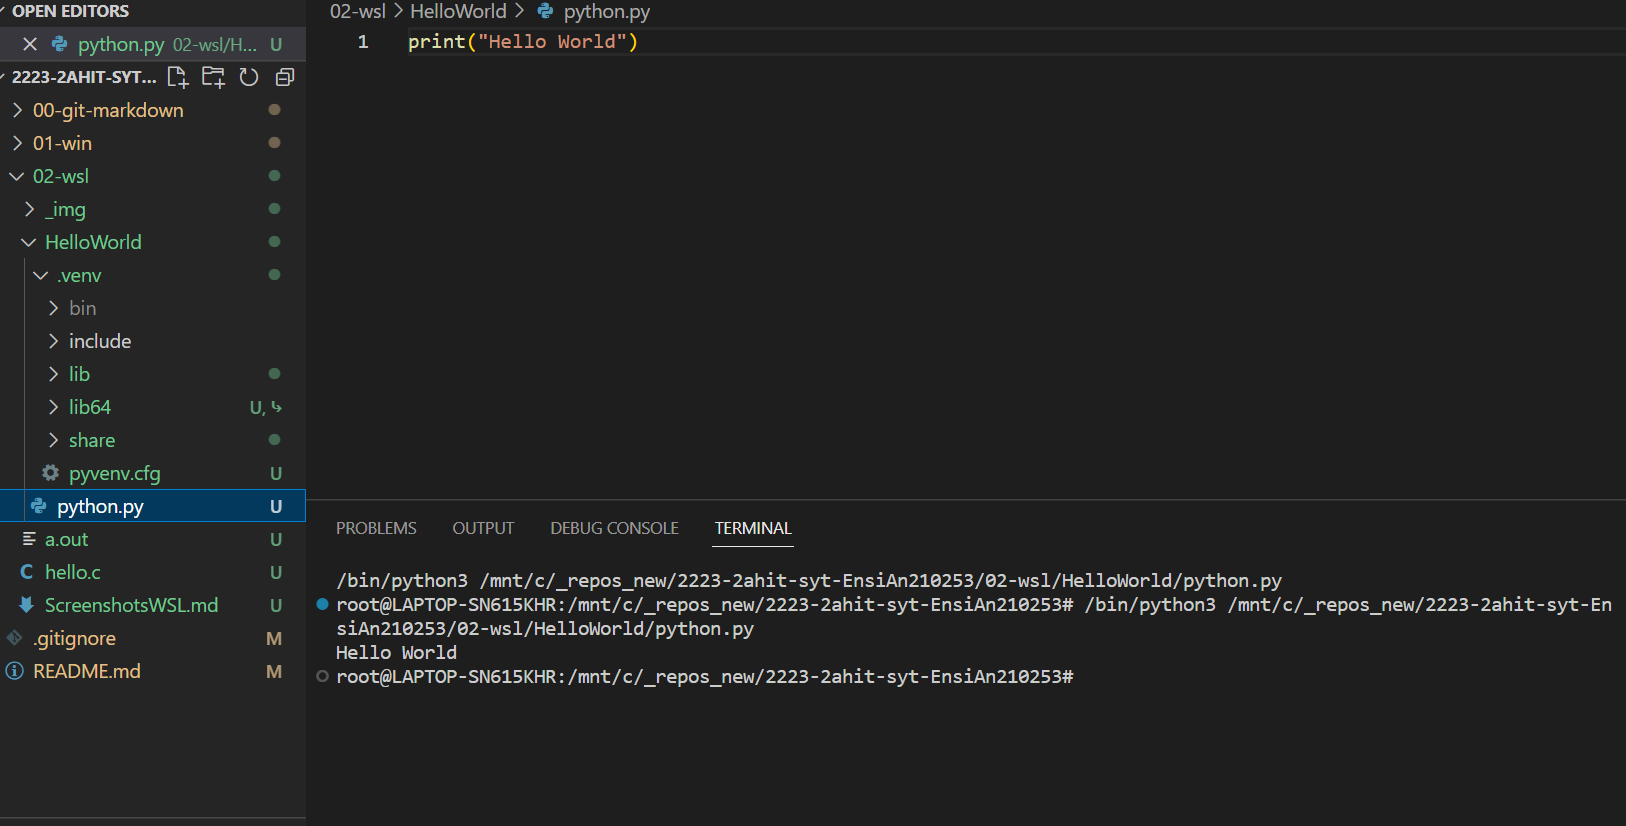 OPEN EDITORS
python.py 02-wsl/H... U
2223-2AHIT-SYT...
00-git-markdown
01-win
02-wsl
_img
HelloWorld
.venv
bin
include
lib
lib64 U,
share
pyvenv.cfg U
python.py U
a.out U
C hello.c U
ScreenshotsWSL.md U
.gitignore M
README.md M
02-wsl > HelloWorld > python.py
1 print("Hello World")
PROBLEMS OUTPUT DEBUG CONSOLE TERMINAL
/bin/python3 /mnt/c/_repos_new/2223-2ahit-syt-EnsiAn210253/02-wsl/HelloWorld/python.py
root@LAPTOP-SN615KHR:/mnt/c/_repos_new/2223-2ahit-syt-EnsiAn210253# /bin/python3 /mnt/c/_repos_new/2223-2ahit-syt-En
siAn210253/02-wsl/HelloWorld/python.py
Hello World
root@LAPTOP-SN615KHR:/mnt/c/_repos_new/2223-2ahit-syt-EnsiAn210253#